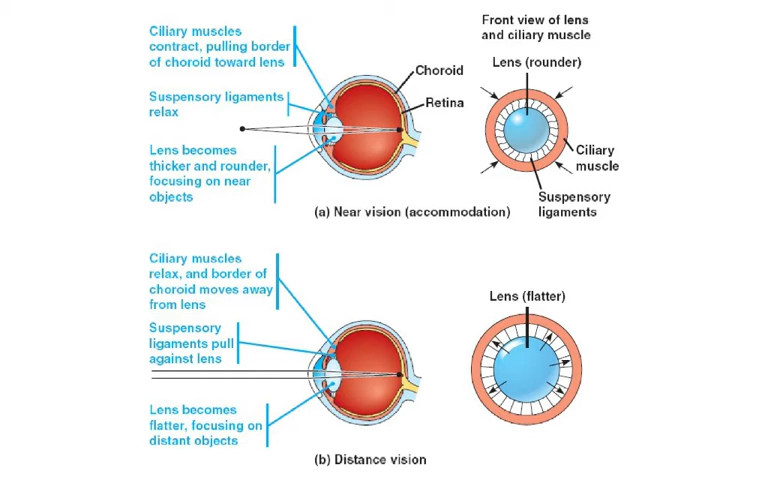 Ciliary muscles
contract, pulling border
of choroid toward lens
Suspensory ligaments
relax
Lens becomes
thicker and rounder,
focusing on near
objects
Choroid
Retina
Front view of lens
and ciliary muscle
Lens (rounder)
Ciliary
muscle
Suspensory
ligaments
(a) Near vision (accommodation)
Ciliary muscles
relax, and border of
choroid moves away
from lens
Suspensory
ligaments pull
against lens
Lens becomes
flatter, focusing on
distant objects
Lens (flatter)
(b) Distance vision